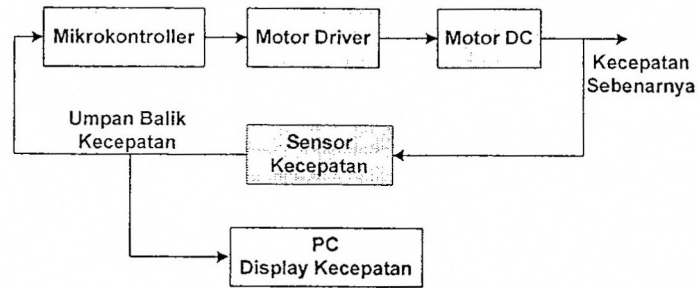 Mikrokontroller
Motor Driver
Motor DC
Kecepatan
Sebenarnya
Umpan Balik
Kecepatan
Sensor
Kecepatan
PC
Display Kecepatan